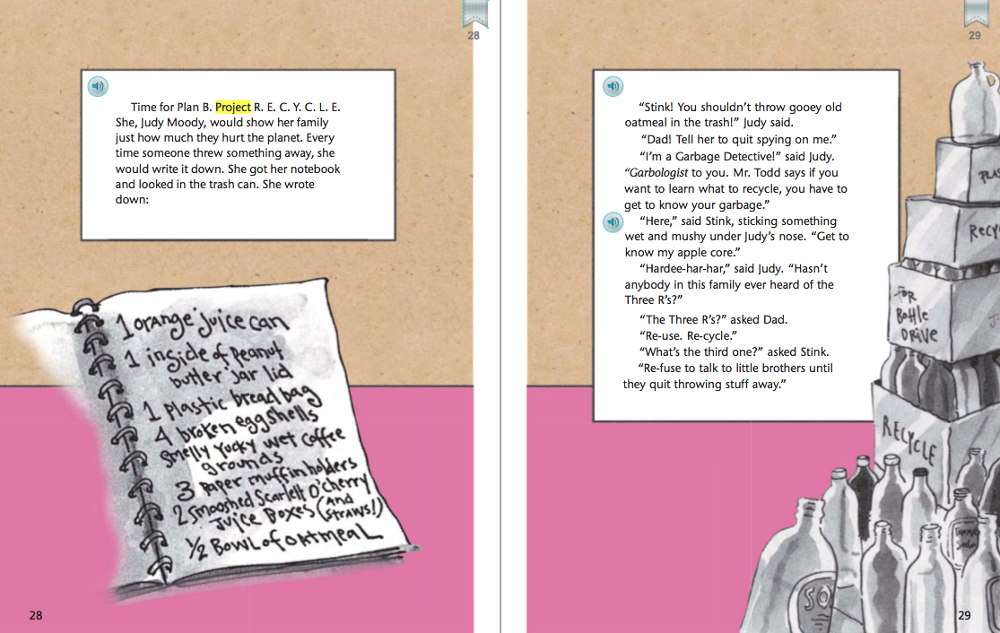 28
Time for Plan B. Project R. E. C. Y. C. L. E.
She, Judy Moody, would show her family
just how much they hurt the planet. Every
time someone threw something away, she
would write it down. She got her notebook
and looked in the trash can. She wrote
down:
1 orange juice can
1 inside of Peanut
butter jar lid
1 Plastic bread bag
4 broken eggshells
Smelly Yucky wet Coffee
grounds
3 Paper muffin holders
2 Smooshed Scarlett O'cherry
Juice Boxes (And
STRAWS!)
½ Bowl of OATMEAL
28
29
“Stink! You shouldn’t throw gooey old
oatmeal in the trash!” Judy said.
“Dad! Tell her to quit spying on me.”
“I’m a Garbage Detective!” said Judy.
“Garbologist to you. Mr. Todd says if you
want to learn what to recycle, you have to
get to know your garbage.”
“Here,” said Stink, sticking something
wet and mushy under Judy’s nose. “Get to
know my apple core.”
“Hardee-har-har,” said Judy. “Hasn’t
anybody in this family ever heard of the
Three R’s?”
“The Three R’s?” asked Dad.
“Re-use. Re-cycle.”
“What’s the third one?” asked Stink.
“Re-fuse to talk to little brothers until
they quit throwing stuff away.”
PLAS
RECY
FOR
BottLe
DRIVE
RECYCLE
SO
29